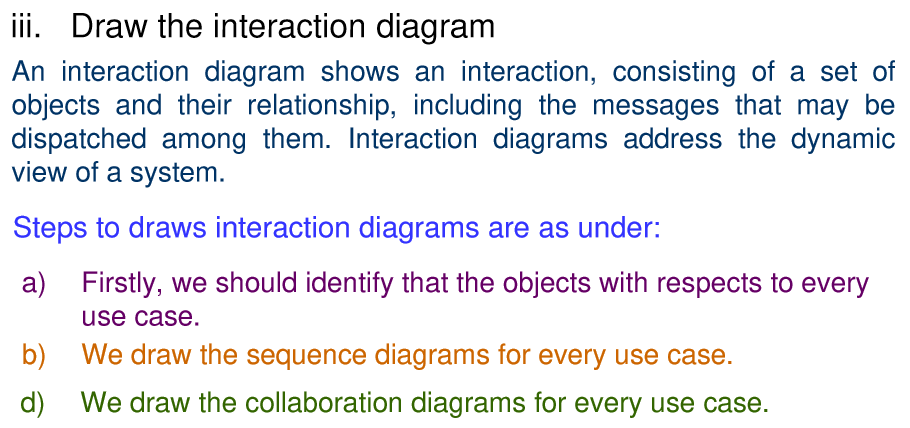 iii. Draw the interaction diagram
An interaction diagram shows an interaction, consisting of a set of
objects and their relationship, including the messages that may be
dispatched among them. Interaction diagrams address the dynamic
view of a system.
Steps to draws interaction diagrams are as under:
a) Firstly, we should identify that the objects with respects to every
use case.
b) We draw the sequence diagrams for every use case.
d) We draw the collaboration diagrams for every use case.